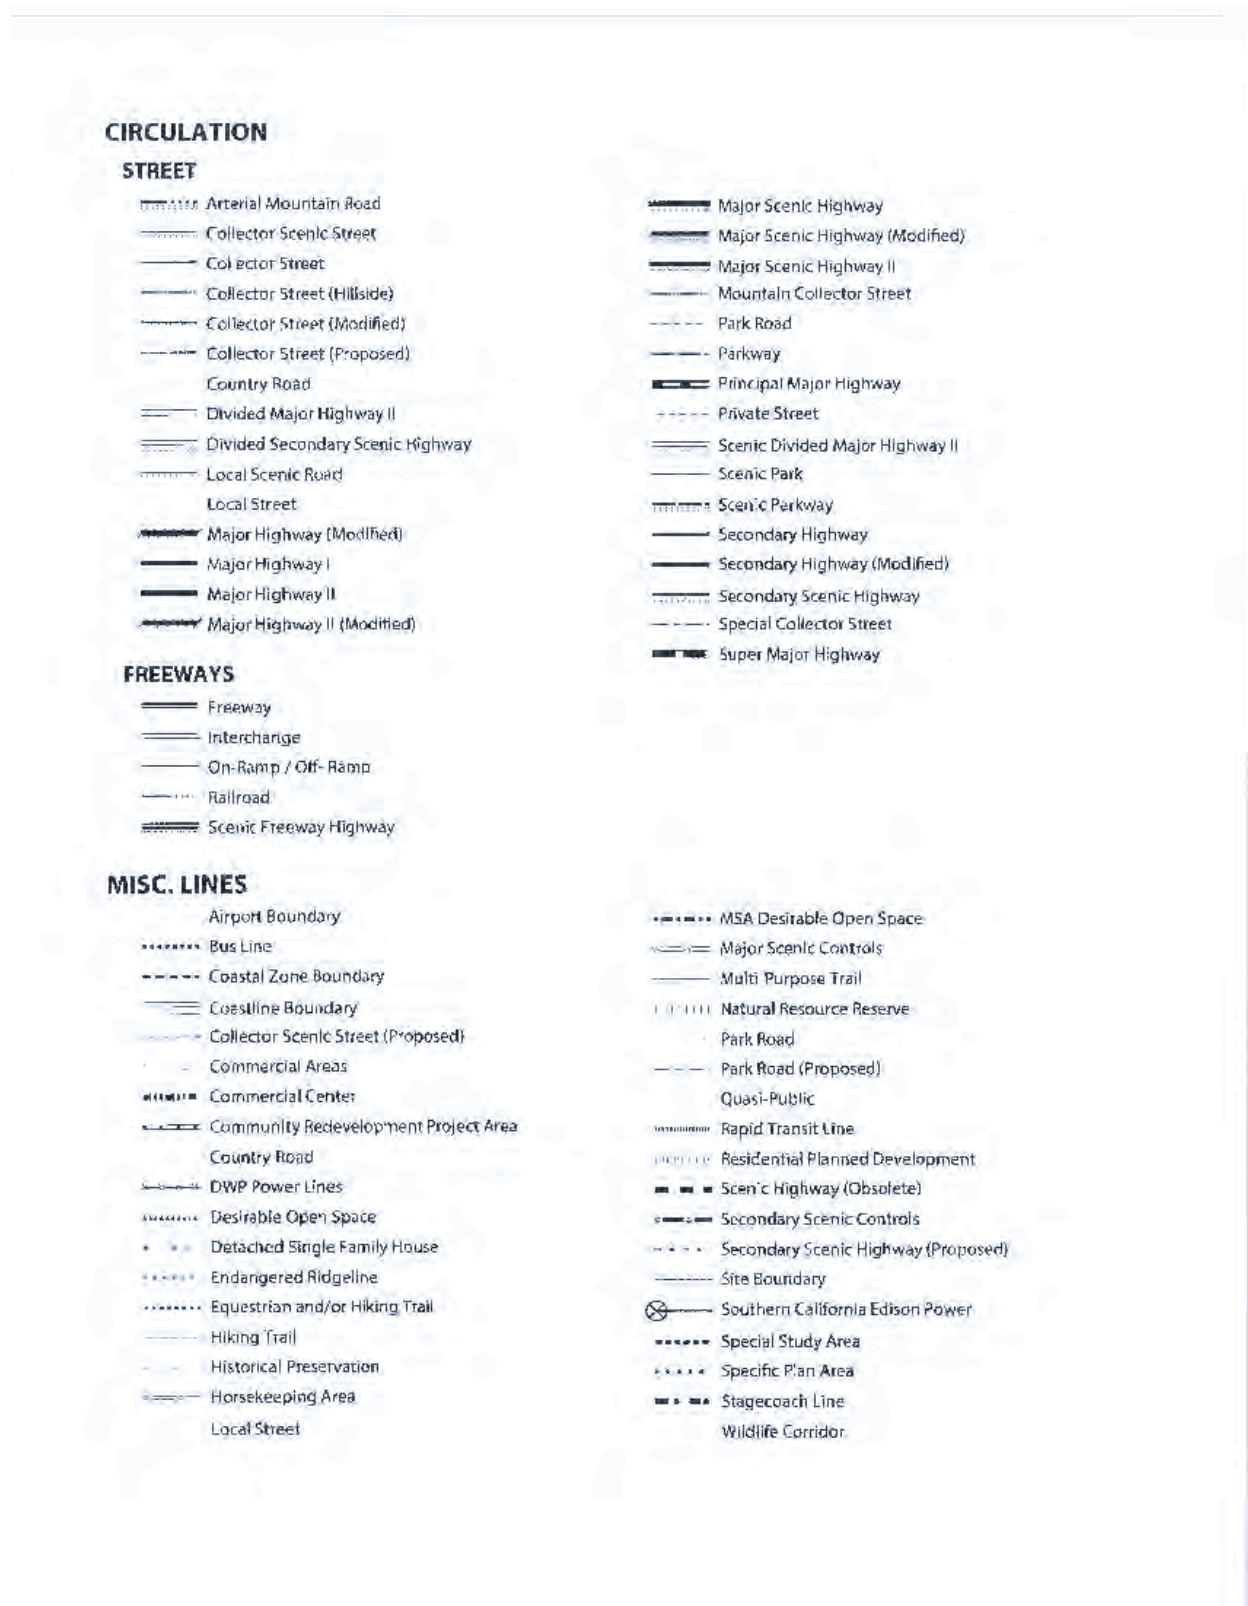 CIRCULATION
STREET
Arterial Mountain Road
Collector Scenic Street
Collector Street
Collector Street (Hillside)
Collector Street (Modified)
Collector Street (Proposed)
Country Road
Divided Major Highway II
Divided Secondary Scenic Highway
Local Scenic Road
Local Street
Major Highway (Modified)
Major Highway I
Major Highway II
Major Highway II (Modified)
Major Scenic Highway
Major Scenic Highway (Modified)
Major Scenic Highway II
Mountain Collector Street
Park Road
Parkway
Principal Major Highway
Private Street
Scenic Divided Major Highway II
Scenic Park
Scenic Parkway
Secondary Highway
Secondary Highway (Modified)
Secondary Scenic Highway
Special Collector Street
Super Major Highway
FREEWAYS
Freeway
Interchange
On-Ramp / Off- Ramp
Railroad
Scenic Freeway Highway
MISC. LINES
Airport Boundary
Bus Line
Coastal Zone Boundary
Coastline Boundary
Collector Scenic Street (Proposed)
Commercial Areas
Commercial Center
Community Redevelopment Project Area
Country Road
DWP Power Lines
Desirable Open Space
Detached Single Family House
Endangered Ridgeline
Equestrian and/or Hiking Trail
Hiking Trail
Historical Preservation
Horsekeeping Area
Local Street
MSA Desirable Open Space
Major Scenic Controls
Multi Purpose Trail
Natural Resource Reserve
Park Road
Park Road (Proposed)
Quasi-Public
Rapid Transit Line
Residential Planned Development
Scenic Highway (Obsolete)
Secondary Scenic Controls
Secondary Scenic Highway (Proposed)
Site Boundary
Southern California Edison Power
Special Study Area
Specific Plan Area
Stagecoach Line
Wildlife Corridor